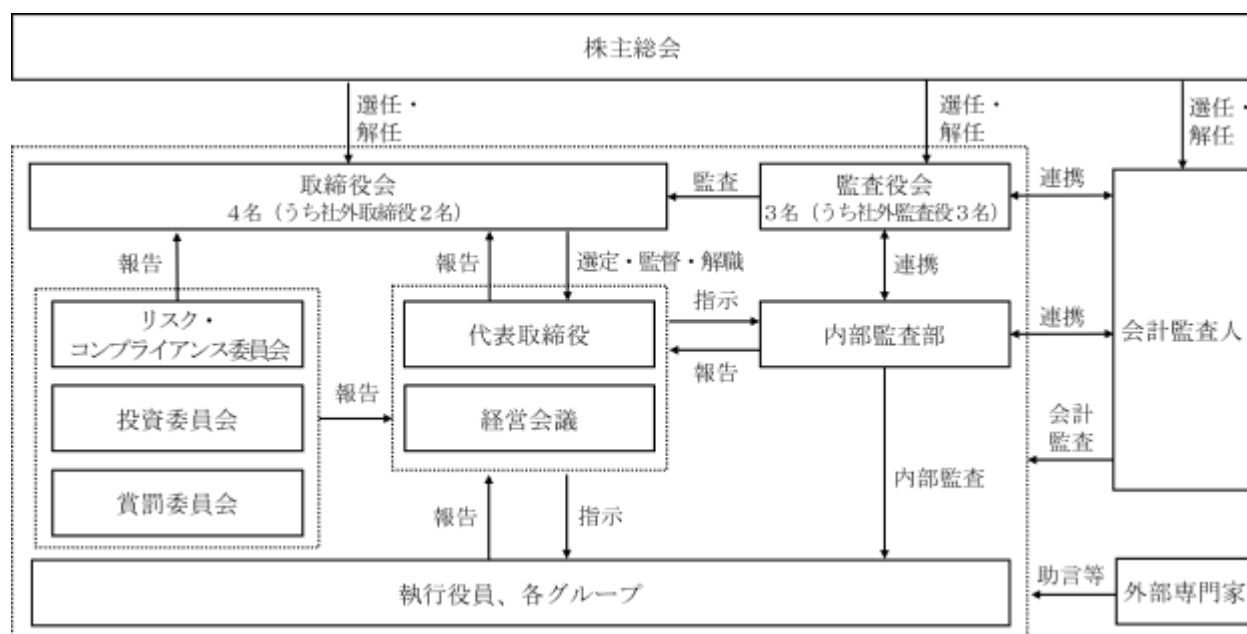 株主総会
選任・
解任
選任・
解任
選任・
解任
取締役会
4名（うち社外取締役2名）
監査
監査役会
3名（うち社外監査役3名）
連携
報告
報告
選定・監督・解職
連携
リスク・
コンプライアンス委員会
代表取締役
指示
報告
内部監査部
連携
会計監査人
投資委員会
報告
経営会議
会計
監査
賞罰委員会
報告
指示
内部監査
執行役員、各グループ
助言等
外部専門家